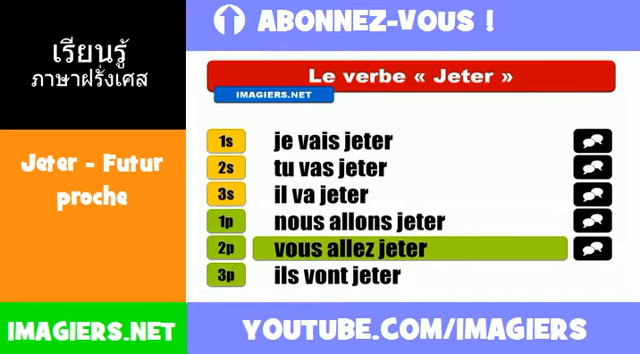 เรียนรู้
ภาษาฝรั่งเศส
Jeter - Futur
proche
IMAGIERS.NET
ABONNEZ-VOUS !
Le verbe « Jeter »
IMAGIERS.NET
1s je vais jeter
2s tu vas jeter
3s il va jeter
1p nous allons jeter
2p vous allez jeter
3p ils vont jeter
YOUTUBE.COM/IMAGIERS